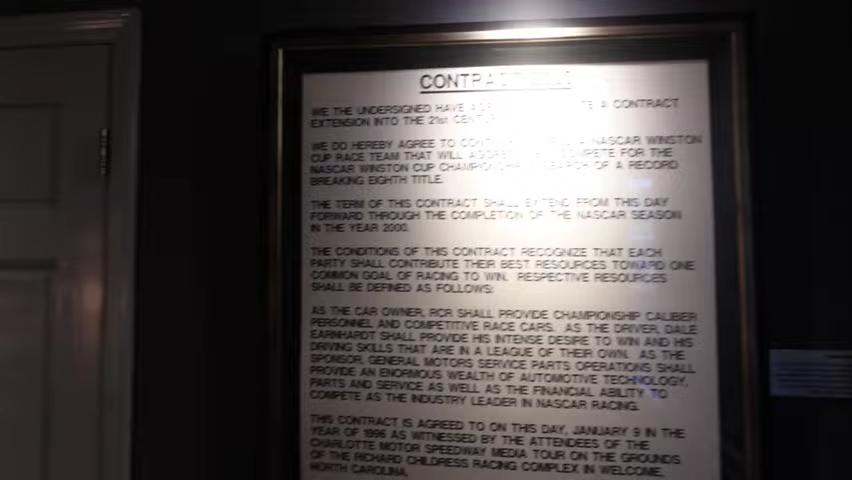 CONTRACT
WE THE UNDERSIGNED HAVE A CONTRACT
EXTENSION INTO THE 21st CENTURY
WE DO HEREBY AGREE TO A NASCAR WINSTON
CUP RACE TEAM THAT WILL COMPETE FOR THE
NASCAR WINSTON CUP CHAMPIONSHIP OF A RECORD
BREAKING EIGHTH TITLE.
THE TERM OF THIS CONTRACT SHALL EXTEND FROM THIS DAY
FORWARD THROUGH THE COMPLETION OF THE NASCAR SEASON
IN THE YEAR 2000.
THE CONDITIONS OF THIS CONTRACT RECOGNIZE THAT EACH
PARTY SHALL CONTRIBUTE THEIR BEST RESOURCES TOWARD ONE
COMMON GOAL OF RACING TO WIN. RESPECTIVE RESOURCES
SHALL BE DEFINED AS FOLLOWS:
AS THE CAR OWNER, RCR SHALL PROVIDE CHAMPIONSHIP CALIBER
PERSONNEL AND COMPETITIVE RACE CARS. AS THE DRIVER, DALE
EARNHARDT SHALL PROVIDE HIS INTENSE DESIRE TO WIN AND HIS
DRIVING SKILLS THAT ARE IN A LEAGUE OF THEIR OWN. AS THE
SPONSOR, GENERAL MOTORS SERVICE PARTS OPERATIONS SHALL
PROVIDE AN ENORMOUS WEALTH OF AUTOMOTIVE TECHNOLOGY,
PARTS AND SERVICE AS WELL AS THE FINANCIAL ABILITY TO
COMPETE AS THE INDUSTRY LEADER IN NASCAR RACING.
THIS CONTRACT IS AGREED TO ON THIS DAY, JANUARY 9 IN THE
YEAR OF 1996 AS WITNESSED BY THE ATTENDEES OF THE
CHARLOTTE MOTOR SPEEDWAY MEDIA TOUR ON THE GROUNDS
OF THE RICHARD CHILDRESS RACING COMPLEX IN WELCOME,
NORTH CAROLINA.